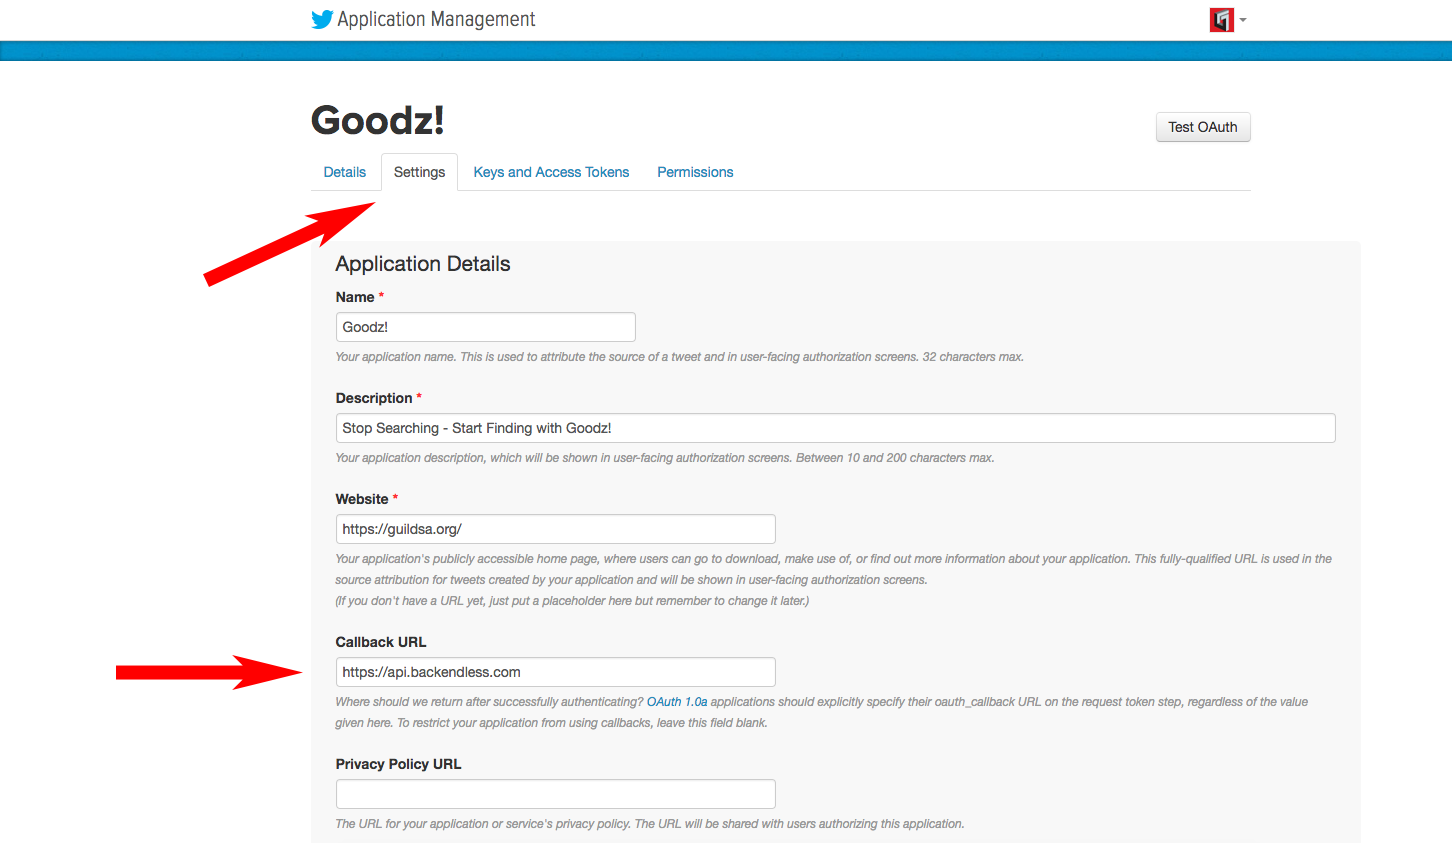 Application Management
Goodz!
Test OAuth
Details
Settings
Keys and Access Tokens
Permissions
Application Details
Name *
Goodz!
Your application name. This is used to attribute the source of a tweet and in user-facing authorization screens. 32 characters max.
Description *
Stop Searching - Start Finding with Goodz!
Your application description, which will be shown in user-facing authorization screens. Between 10 and 200 characters max.
Website *
https://guildsa.org/
Your application's publicly accessible home page, where users can go to download, make use of, or find out more information about your application. This fully-qualified URL is used in the
source attribution for tweets created by your application and will be shown in user-facing authorization screens.
(If you don't have a URL yet, just put a placeholder here but remember to change it later.)
Callback URL
https://api.backendless.com
Where should we return after successfully authenticating? OAuth 1.0a applications should explicitly specify their oauth_callback URL on the request token step, regardless of the value
given here. To restrict your application from using callbacks, leave this field blank.
Privacy Policy URL
The URL for your application or service's privacy policy. The URL will be shared with users authorizing this application.